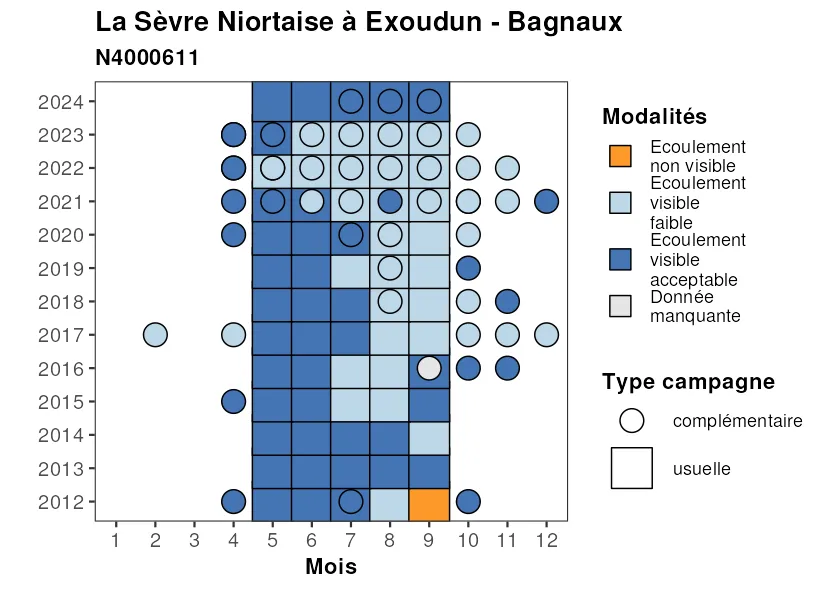 La Sèvre Niortaise à Exoudun - Bagnaux
N4000611
2024
2023
2022
2021
2020
2019
2018
2017
2016
2015
2014
2013
2012
1 2 3 4 5 6 7 8 9 10 11 12
Mois
Modalités
Ecoulement
non visible
Ecoulement
visible
faible
Ecoulement
visible
acceptable
Donnée
manquante
Type campagne
complémentaire
usuelle